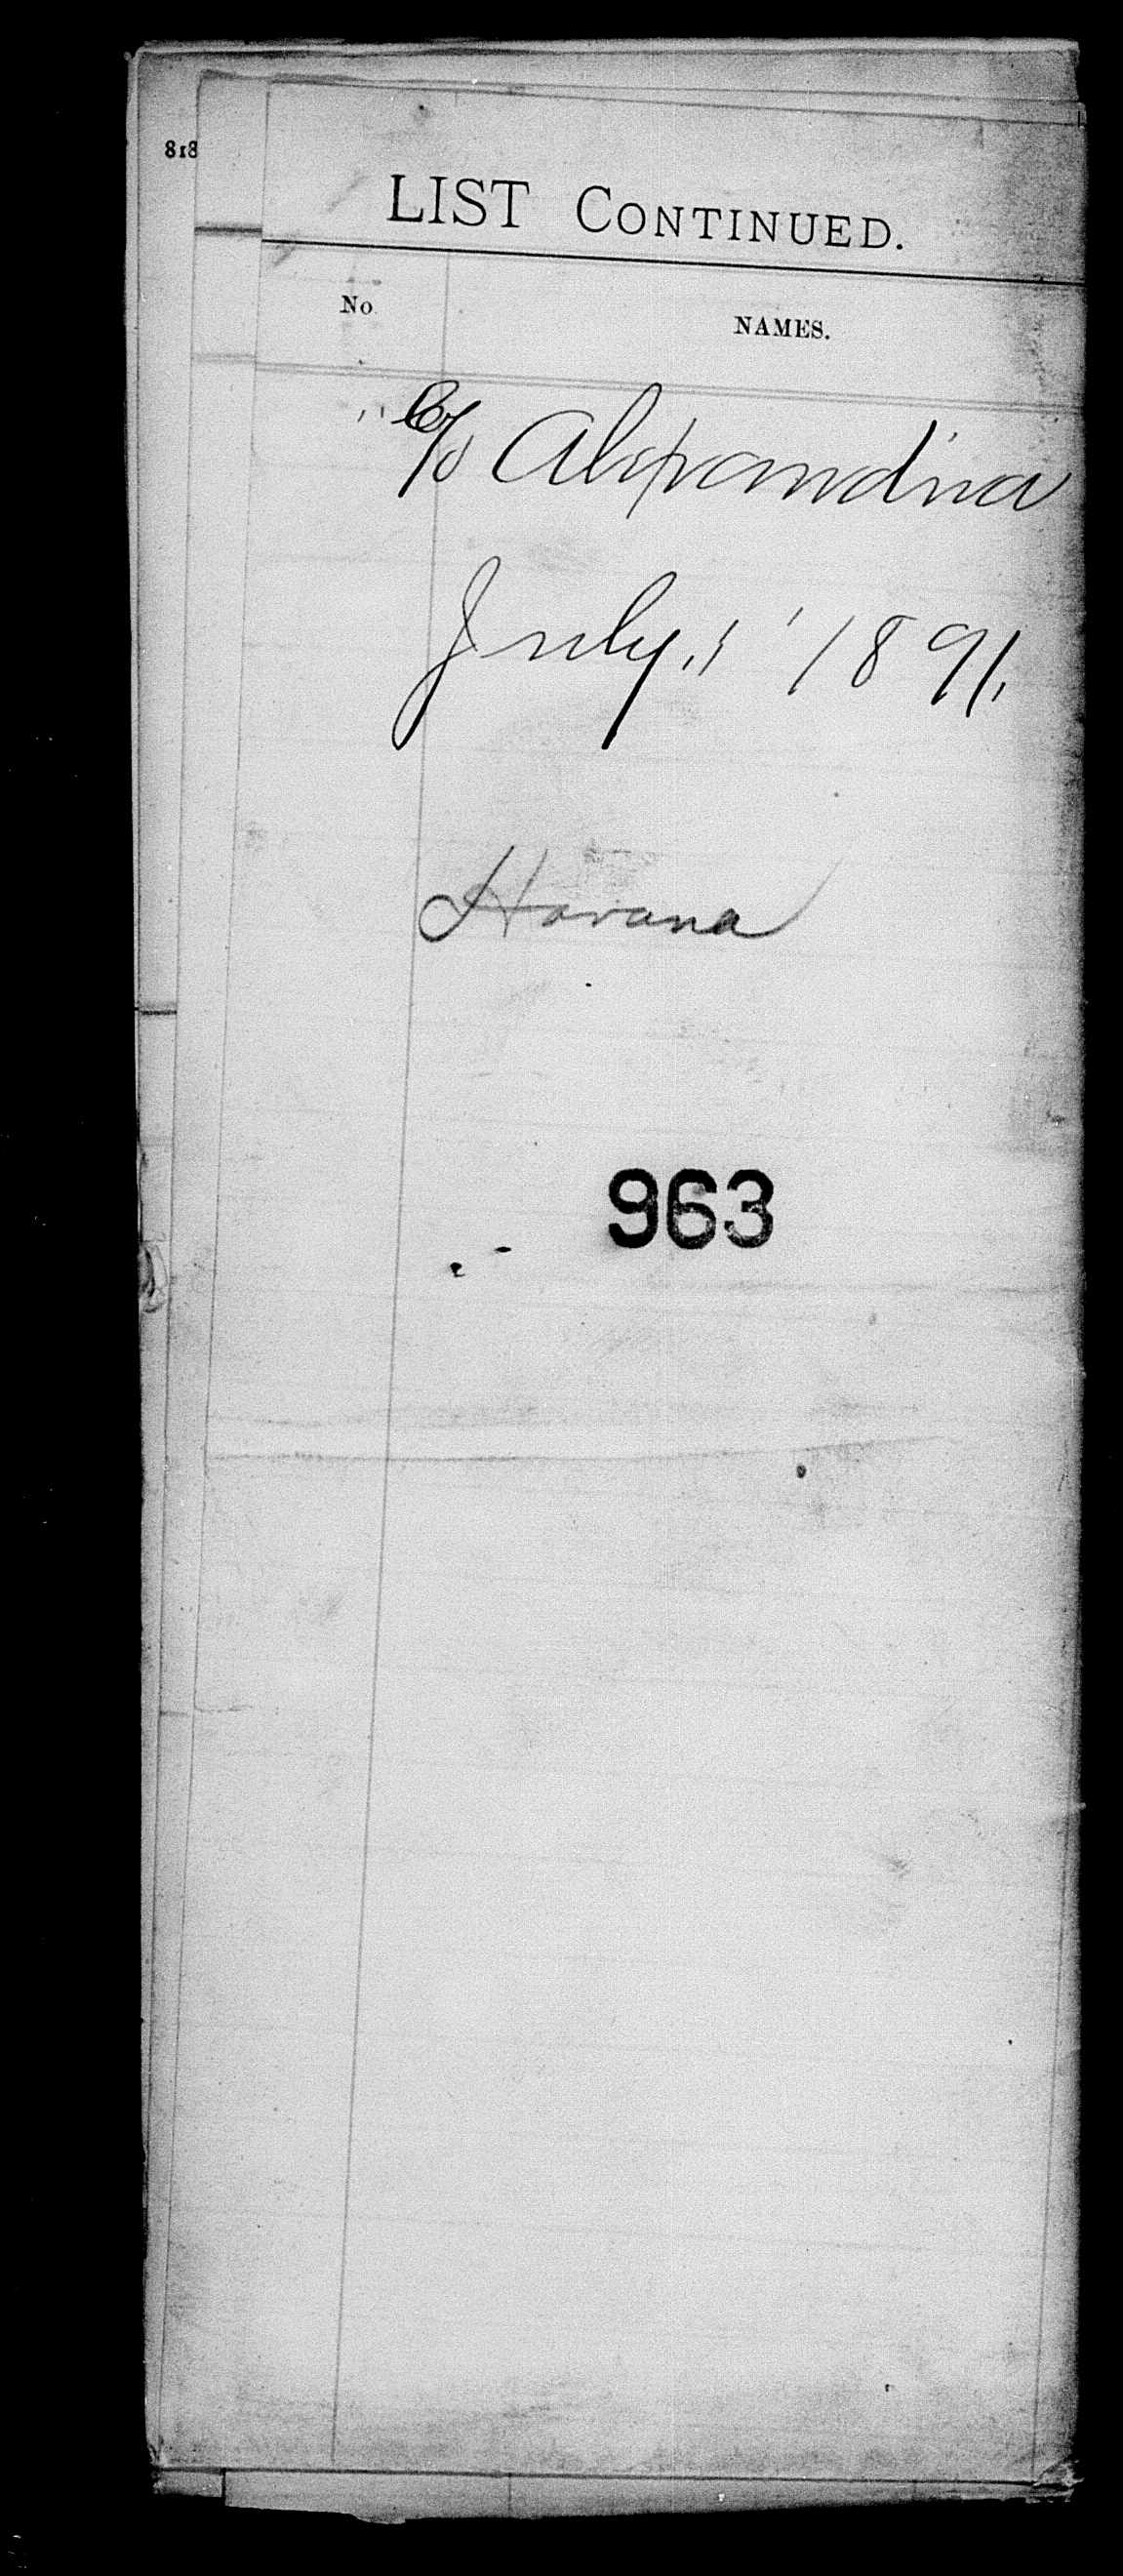 818
LIST CONTINUED.
No
NAMES.
C/o Alexandria
July 1' 1891.
Havana
963